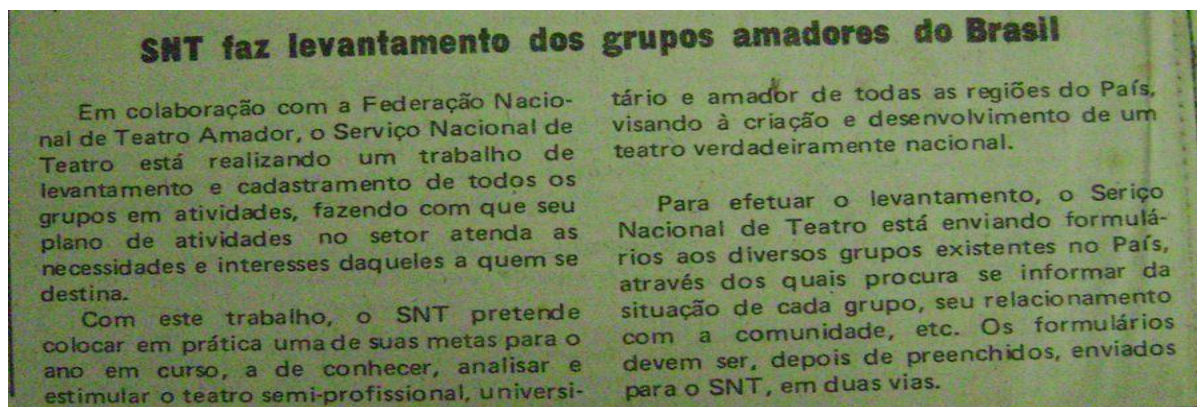 SNT faz levantamento dos grupos amadores do Brasil
Em colaboração com a Federação Nacio-
nal de Teatro Amador, o Serviço Nacional de
Teatro está realizando um trabalho de
levantamento e cadastramento de todos os
grupos em atividades, fazendo com que seu
plano de atividades no setor atenda as
necessidades e interesses daqueles a quem se
destina.
Com este trabalho, o SNT pretende
colocar em prática uma de suas metas para o
ano em curso, a de conhecer, analisar e
estimular o teatro semi-profissional, universi-
tário e amador de todas as regiões do País,
visando à criação e desenvolvimento de um
teatro verdadeiramente nacional.
Para efetuar o levantamento, o Seriço
Nacional de Teatro está enviando formulá-
rios aos diversos grupos existentes no País,
através dos quais procura se informar da
situação de cada grupo, seu relacionamento
com a comunidade, etc. Os formulários
devem ser, depois de preenchidos, enviados
para o SNT, em duas vias.